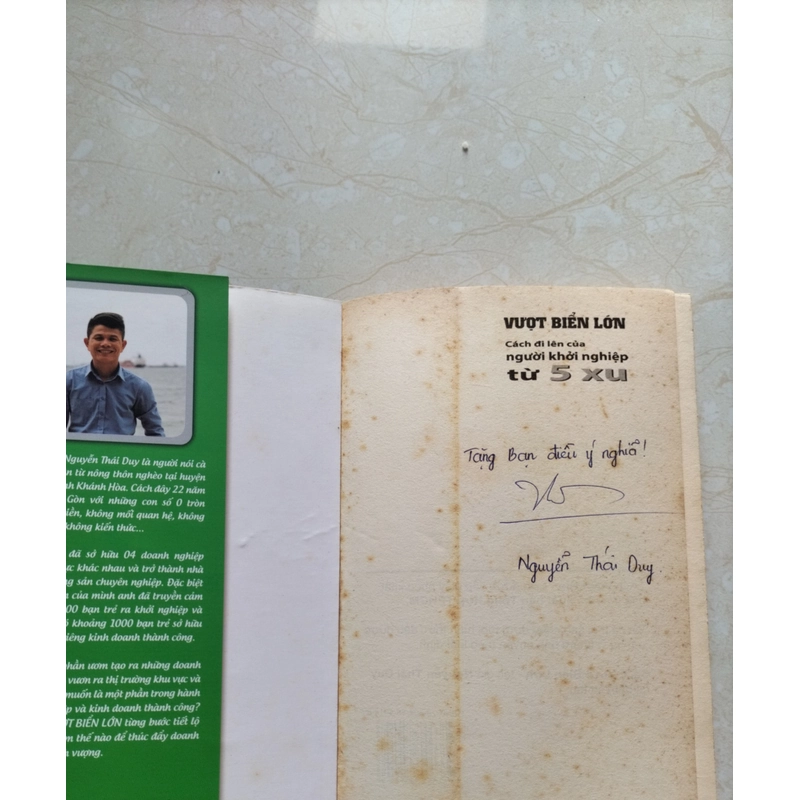 Nguyễn Thái Duy là người nói cà
từ nông thôn nghèo tại huyện
Khánh Hòa. Cách đây 22 năm
Gòn với những con số 0 tròn
không mối quan hệ, không
không kiến thức...
đã sở hữu 04 doanh nghiệp
khác nhau và trở thành nhà
sản chuyên nghiệp. Đặc biệt
của mình anh đã truyền cảm
bạn trẻ ra khởi nghiệp và
khoảng 1000 bạn trẻ sở hữu
kinh doanh thành công.
ươm tạo ra những doanh
vươn ra thị trường khu vực và
muốn là một phần trong hành
và kinh doanh thành công?
BIỂN LỚN từng bước tiết lộ
thế nào để thúc đẩy doanh
vượng.
VƯỢT BIỂN LỚN
Cách đi lên của
người khởi nghiệp
từ 5 xu
Tặng Bạn điều ý nghĩa!
Nguyễn Thái Duy